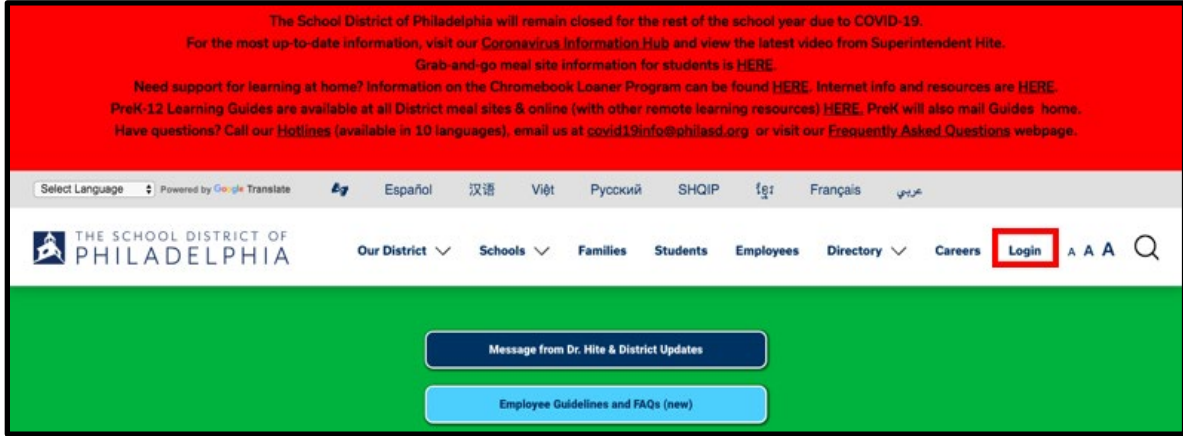 The School District of Philadelphia will remain closed for the rest of the school year due to COVID-19.
For the most up-to-date information, visit our Coronavirus Information Hub and view the latest video from Superintendent Hite.
Grab-and-go meal site information for students is HERE.
Need support for learning at home? Information on the Chromebook Loaner Program can be found HERE. Internet info and resources are HERE.
PreK-12 Learning Guides are available at all District meal sites & online (with other remote learning resources) HERE. PreK will also mail Guides home.
Have questions? Call our Hotlines (available in 10 languages), email us at covid19info@philasd.org or visit our Frequently Asked Questions webpage.
Select Language Powered by Google Translate Español 汉语 Việt Русский SHQIP ខ្មែរ Français عربي
THE SCHOOL DISTRICT OF
PHILADELPHIA
Our District Schools Families Students Employees Directory Careers Login A A A
Message from Dr. Hite & District Updates
Employee Guidelines and FAQs (new)